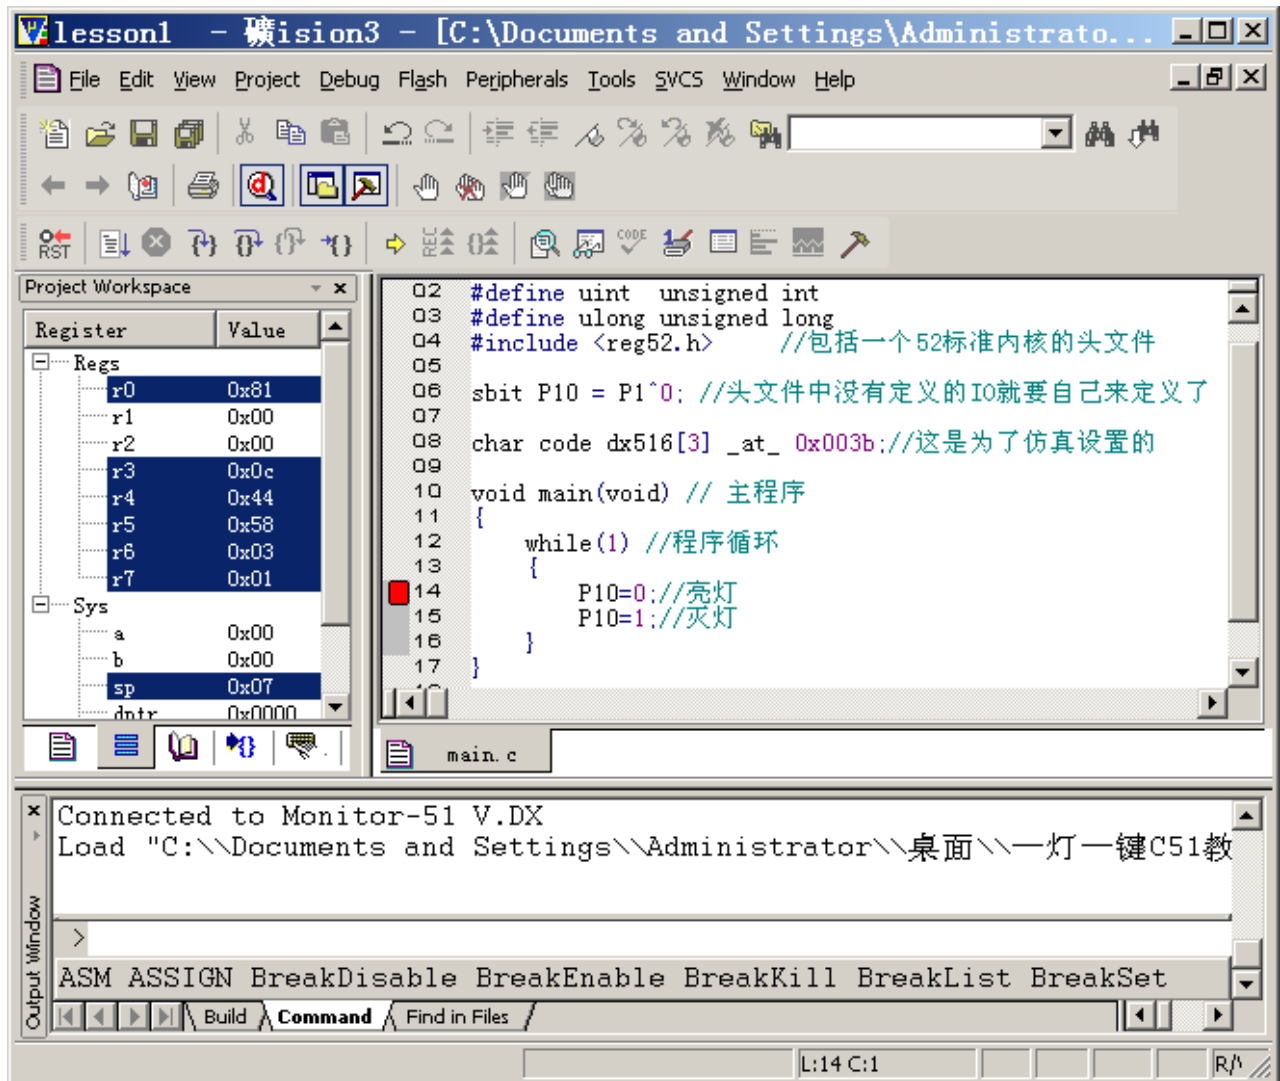 lesson1 - 礦ision3 - [C:\Documents and Settings\Administrato...
File Edit View Project Debug Flash Peripherals Tools SVCS Window Help
RST
CODE
Project Workspace
Register Value
Regs
r0 0x81
r1 0x00
r2 0x00
r3 0x0c
r4 0x44
r5 0x58
r6 0x03
r7 0x01
Sys
a 0x00
b 0x00
sp 0x07
dptr 0x0000
02 #define uint  unsigned int
03 #define ulong unsigned long
04 #include <reg52.h>     //包括一个52标准内核的头文件
05
06 sbit P10 = P1^0; //头文件中没有定义的IO就要自己来定义了
07
08 char code dx516[3] _at_ 0x003b;//这是为了仿真设置的
09
10 void main(void) // 主程序
11 {
12     while(1) //程序循环
13     {
14         P10=0;//亮灯
15         P10=1;//灭灯
16     }
17 }
main.c
Connected to Monitor-51 V.DX
Load "C:\\Documents and Settings\\Administrator\\桌面\\一灯一键C51教
>
ASM ASSIGN BreakDisable BreakEnable BreakKill BreakList BreakSet
Output Window
Build Command Find in Files
L:14 C:1